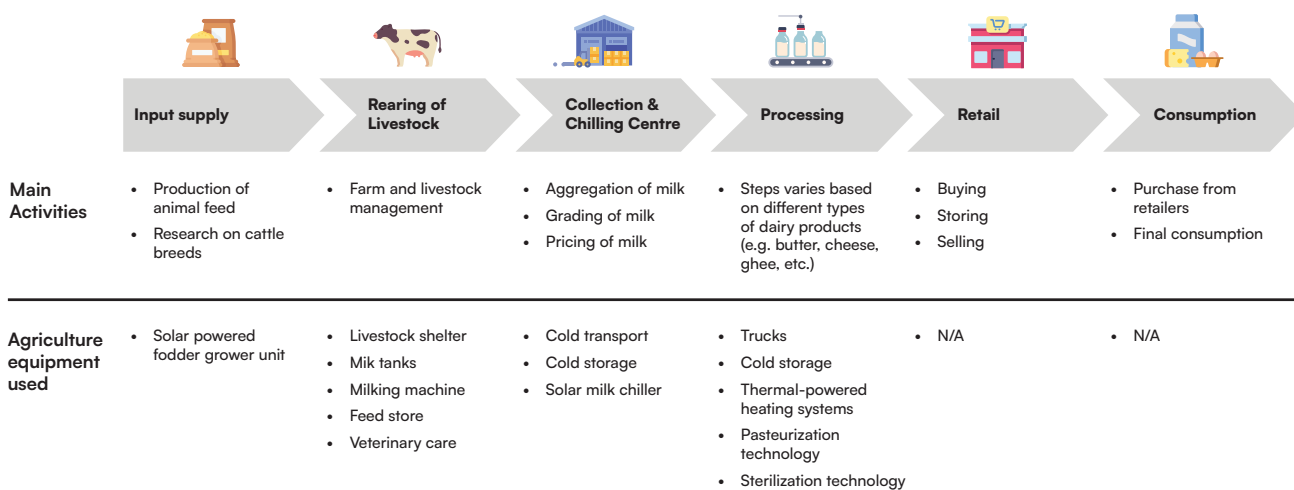 Input supply
Rearing of
Livestock
Collection &
Chilling Centre
Processing
Retail
Consumption
Main
Activities
• Production of
animal feed
• Research on cattle
breeds
• Farm and livestock
management
• Aggregation of milk
• Grading of milk
• Pricing of milk
• Steps varies based
on different types
of dairy products
(e.g. butter, cheese,
ghee, etc.)
• Buying
• Storing
• Selling
• Purchase from
retailers
• Final consumption
Agriculture
equipment
used
• Solar powered
fodder grower unit
• Livestock shelter
• Mik tanks
• Milking machine
• Feed store
• Veterinary care
• Cold transport
• Cold storage
• Solar milk chiller
• Trucks
• Cold storage
• Thermal-powered
heating systems
• Pasteurization
technology
• Sterilization technology
• N/A
• N/A